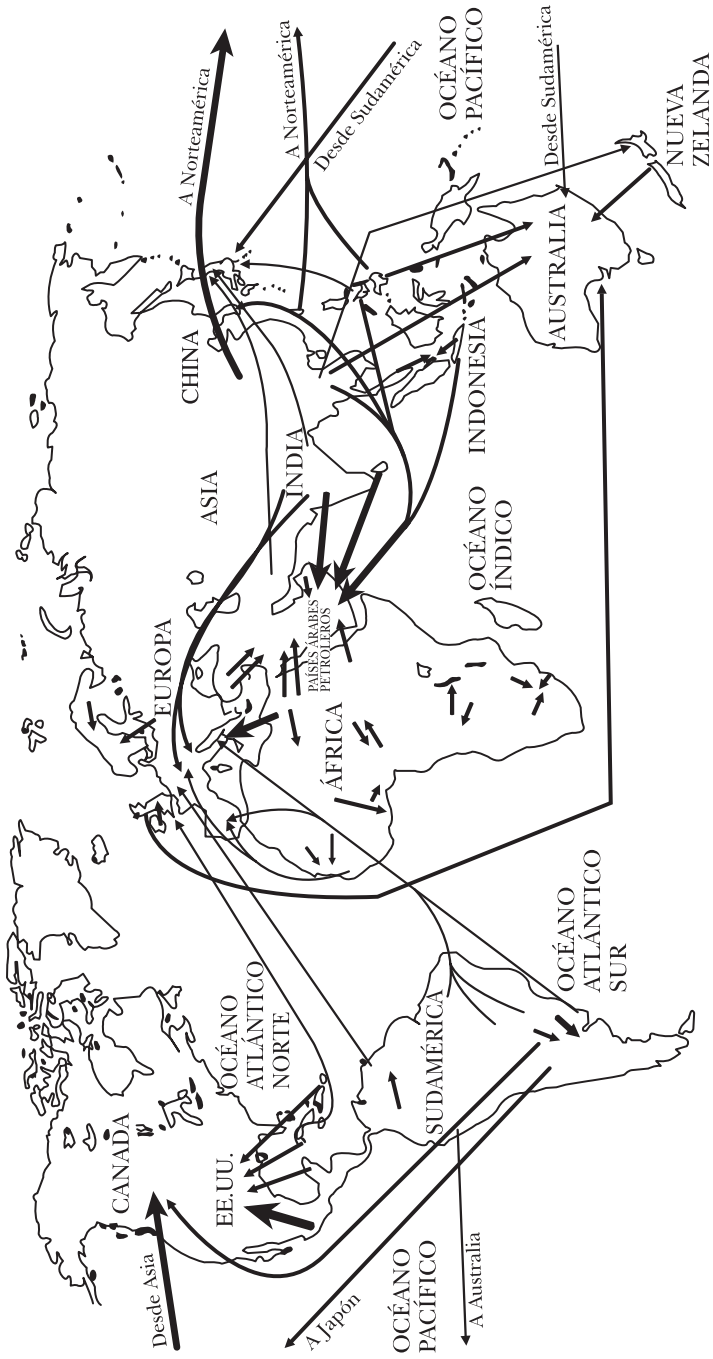 Desde Asia
CANADA
EE.UU.
OCÉANO
ATLÁNTICO
NORTE
A Japón
OCÉANO
PACÍFICO
A Australia
SUDAMÉRICA
OCÉANO
ATLÁNTICO
SUR
EUROPA
ÁFRICA
PAÍSES ÁRABES
PETROLEROS
ASIA
INDIA
CHINA
OCÉANO
ÍNDICO
INDONESIA
AUSTRALIA
A Norteamérica
A Norteamérica
Desde Sudamérica
OCÉANO
PACÍFICO
Desde Sudamérica
NUEVA
ZELANDA